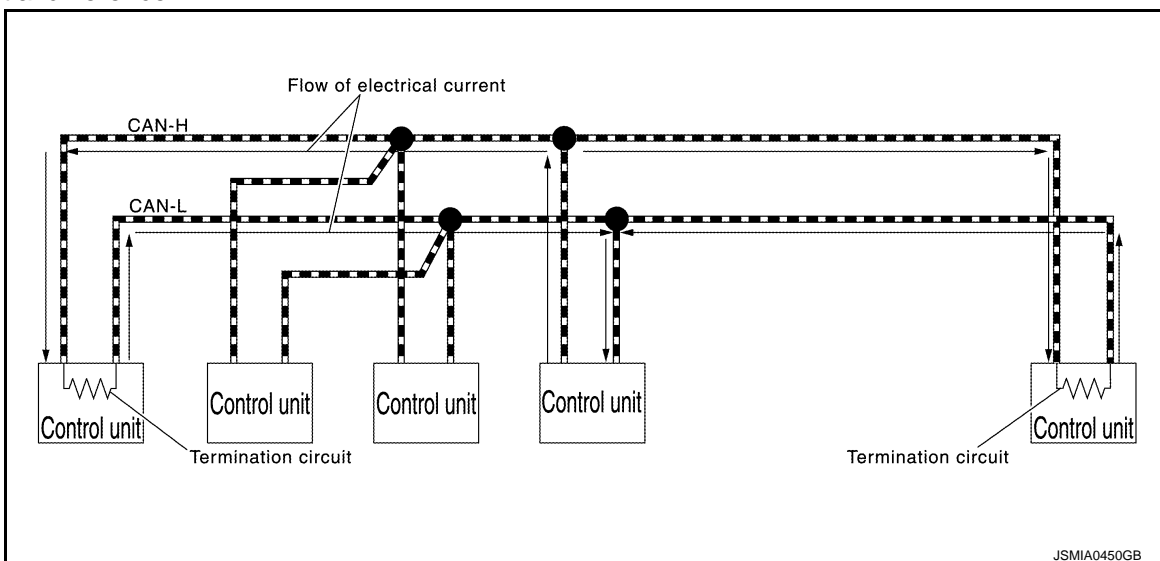 Flow of electrical current
CAN-H
CAN-L
Control unit
Control unit
Control unit
Control unit
Control unit
Termination circuit
Termination circuit
JSMIA0450GB